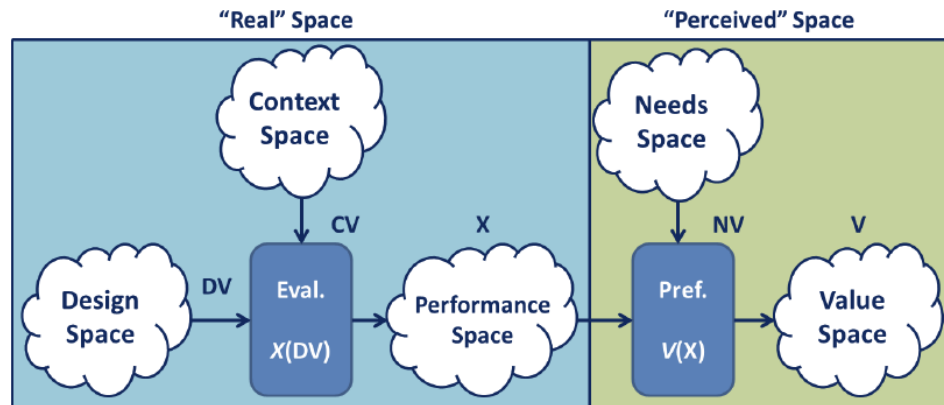 “Real” Space
“Perceived” Space
Context
Space
Needs
Space
CV
X
NV
V
DV
Design
Space
Eval.
X(DV)
Performance
Space
Pref.
V(X)
Value
Space